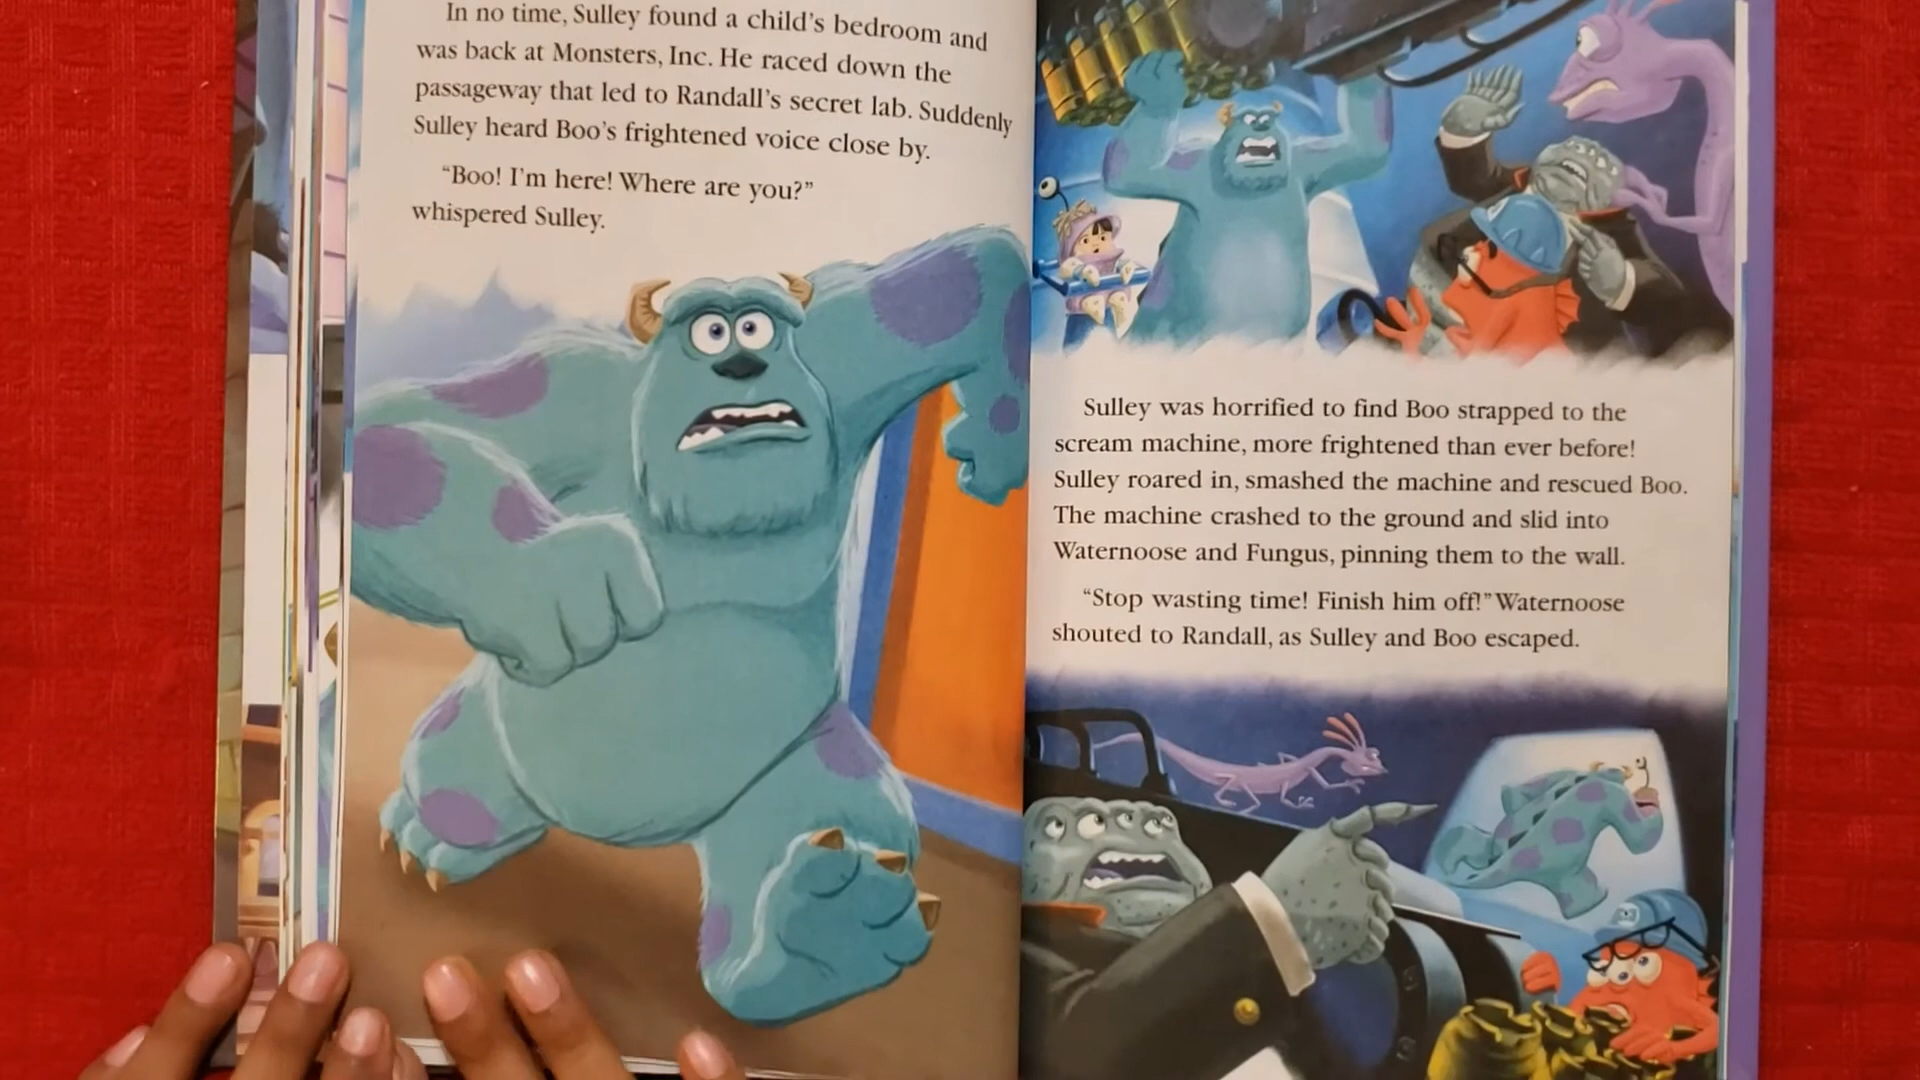 In no time, Sulley found a child's bedroom and
was back at Monsters, Inc. He raced down the
passageway that led to Randall's secret lab. Suddenly
Sulley heard Boo's frightened voice close by.
“Boo! I'm here! Where are you?”
whispered Sulley.
Sulley was horrified to find Boo strapped to the
scream machine, more frightened than ever before!
Sulley roared in, smashed the machine and rescued Boo.
The machine crashed to the ground and slid into
Waternoose and Fungus, pinning them to the wall.
“Stop wasting time! Finish him off!” Waternoose
shouted to Randall, as Sulley and Boo escaped.